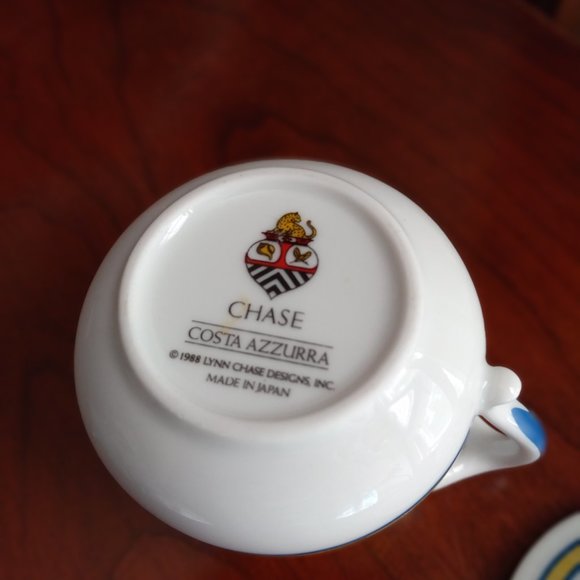 CHASE
COSTA AZZURRA
© 1988 LYNN CHASE DESIGNS, INC.
MADE IN JAPAN